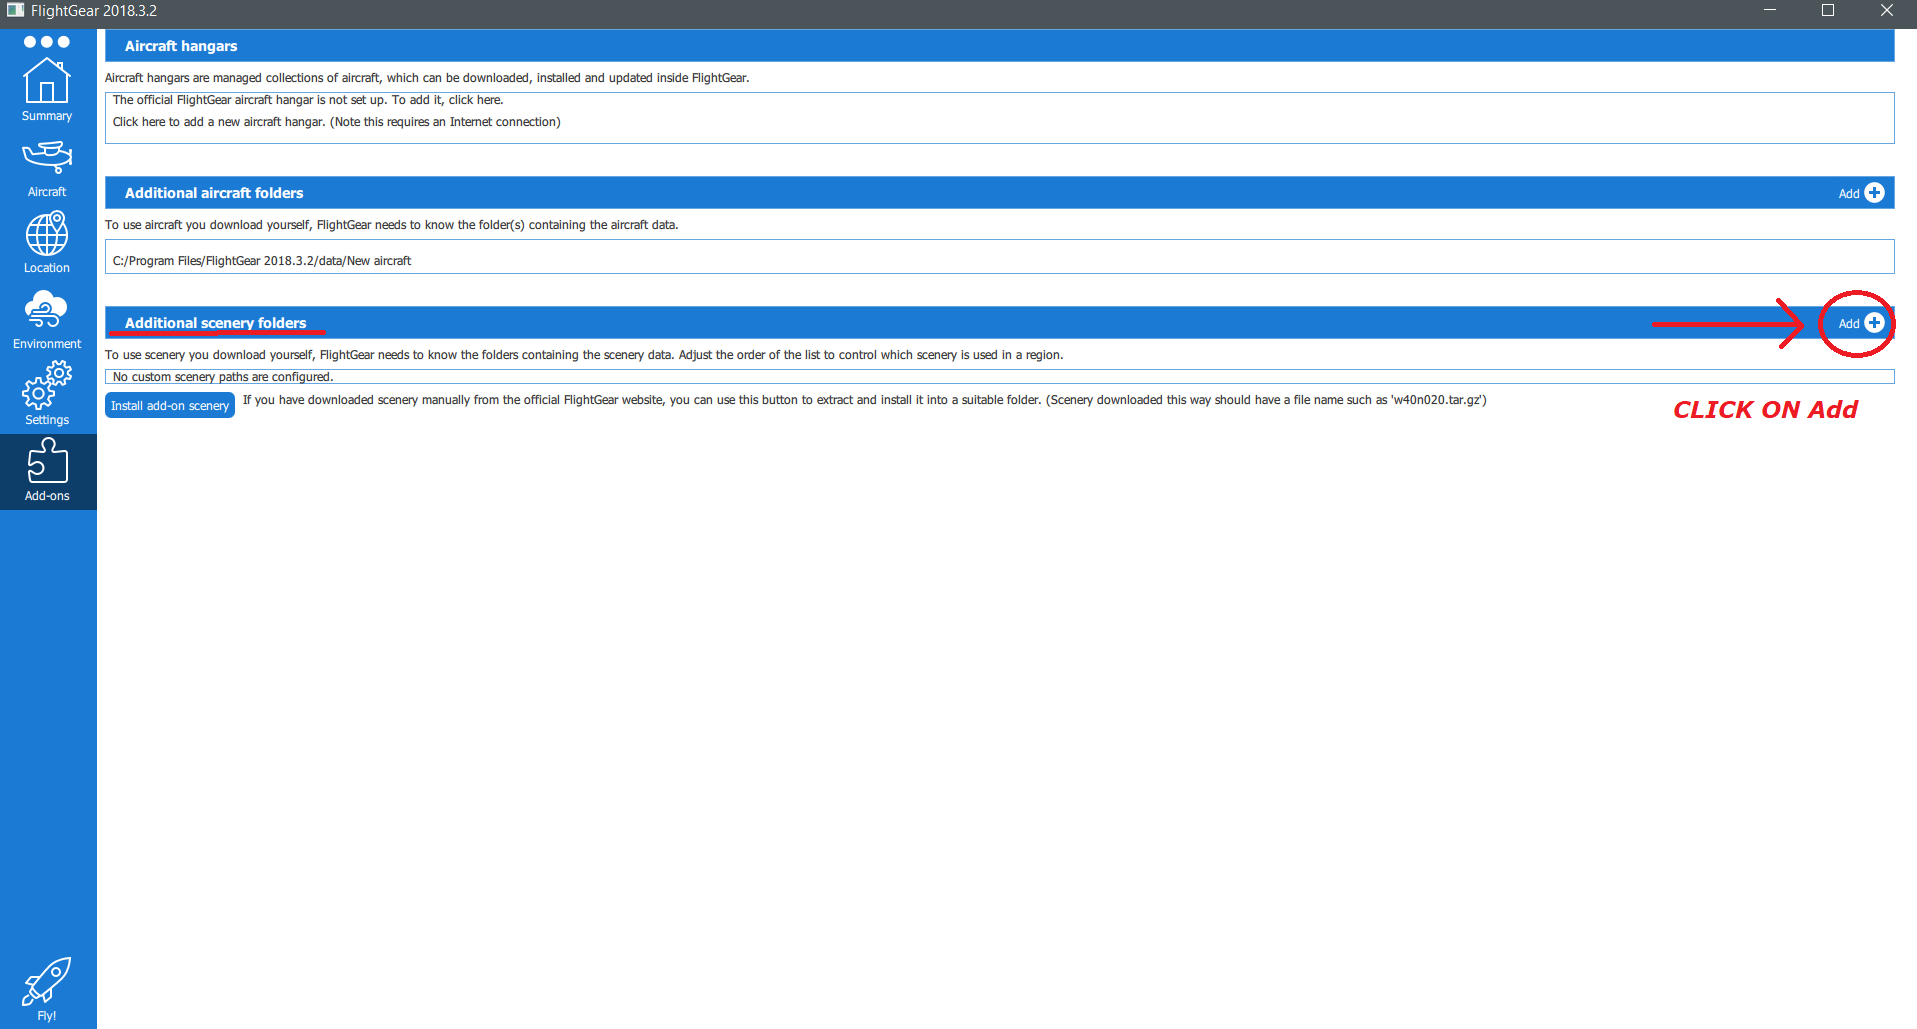 FlightGear 2018.3.2
Summary
Aircraft
Location
Environment
Settings
Add-ons
Fly!
Aircraft hangars
Aircraft hangars are managed collections of aircraft, which can be downloaded, installed and updated inside FlightGear.
The official FlightGear aircraft hangar is not set up. To add it, click here.
Click here to add a new aircraft hangar. (Note this requires an Internet connection)
Additional aircraft folders
Add
To use aircraft you download yourself, FlightGear needs to know the folder(s) containing the aircraft data.
C:/Program Files/FlightGear 2018.3.2/data/New aircraft
Additional scenery folders
Add
To use scenery you download yourself, FlightGear needs to know the folders containing the scenery data. Adjust the order of the list to control which scenery is used in a region.
No custom scenery paths are configured.
Install add-on scenery
If you have downloaded scenery manually from the official FlightGear website, you can use this button to extract and install it into a suitable folder. (Scenery downloaded this way should have a file name such as 'w40n020.tar.gz')
CLICK ON Add